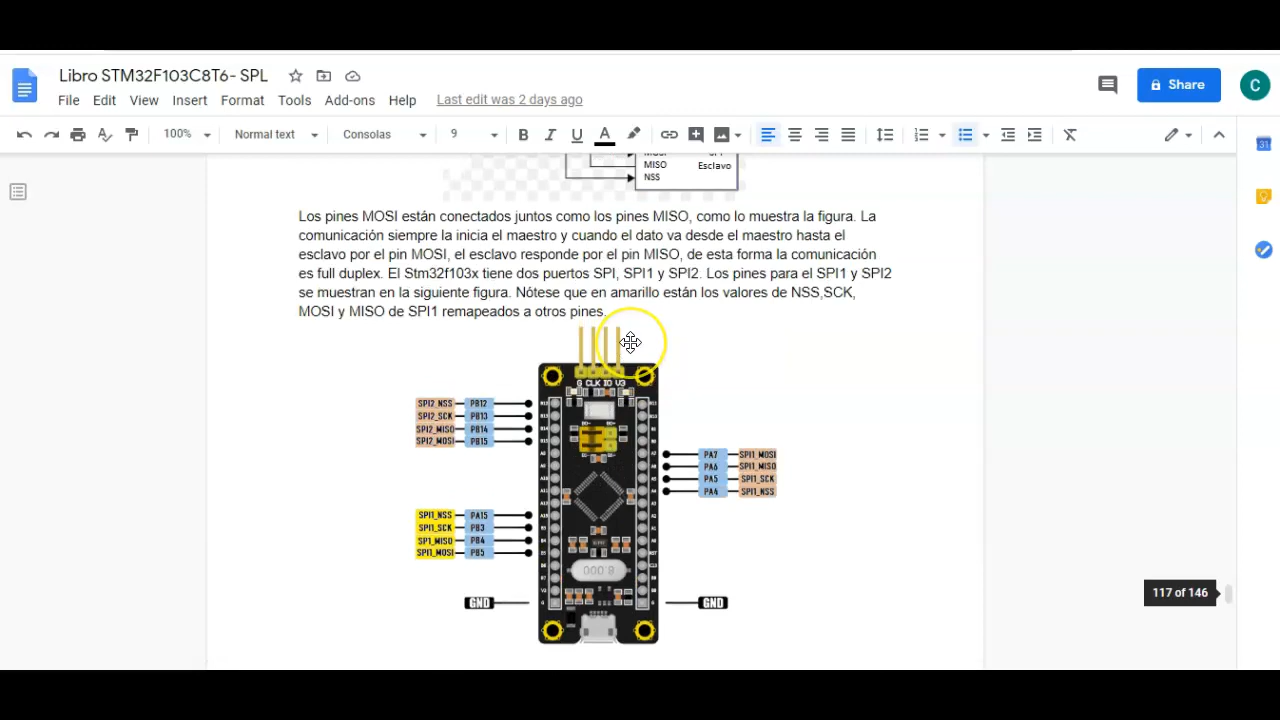 Libro STM32F103C8T6- SPL
File Edit View Insert Format Tools Add-ons Help Last edit was 2 days ago
Share
C
100% Normal text Consolas 9
31
MISO Esclavo
NSS
Los pines MOSI están conectados juntos como los pines MISO, como lo muestra la figura. La
comunicación siempre la inicia el maestro y cuando el dato va desde el maestro hasta el
esclavo por el pin MOSI, el esclavo responde por el pin MISO, de esta forma la comunicación
es full duplex. El Stm32f103x tiene dos puertos SPI, SPI1 y SPI2. Los pines para el SPI1 y SPI2
se muestran en la siguiente figura. Nótese que en amarillo están los valores de NSS,SCK,
MOSI y MISO de SPI1 remapeados a otros pines.
G CLK IO V3
SPI2_NSS PB12
SPI2_SCK PB13
SPI2_MISO PB14
SPI2_MOSI PB15
PA7 SPI1_MOSI
PA6 SPI1_MISO
PA5 SPI1_SCK
PA4 SPI1_NSS
SPI1_NSS PA15
SPI1_SCK PB3
SPI1_MISO PB4
SPI1_MOSI PB5
8.000
GND GND
117 of 146